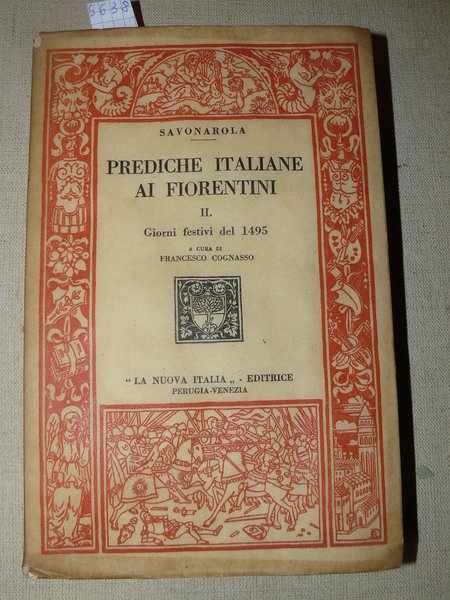 5638
SAVONAROLA
PREDICHE ITALIANE
AI FIORENTINI
II.
Giorni festivi del 1495
A CURA DI
FRANCESCO COGNASSO
"LA NUOVA ITALIA„ - EDITRICE
PERUGIA-VENEZIA